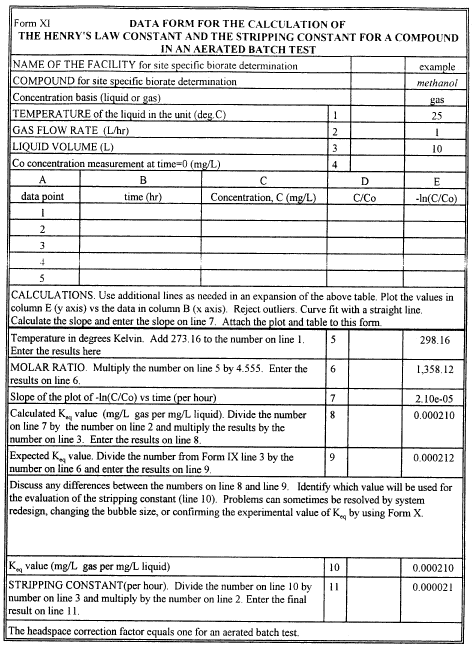 Form XI
DATA FORM FOR THE CALCULATION OF
THE HENRY'S LAW CONSTANT AND THE STRIPPING CONSTANT FOR A COMPOUND
IN AN AERATED BATCH TEST
NAME OF THE FACILITY for site specific biorate determination example
COMPOUND for site specific biorate determination methanol
Concentration basis (liquid or gas) gas
TEMPERATURE of the liquid in the unit (deg.C) 1 25
GAS FLOW RATE (L/hr) 2 1
LIQUID VOLUME (L) 3 10
Co concentration measurement at time=0 (mg/L) 4
A B C D E
data point time (hr) Concentration, C (mg/L) C/Co -ln(C/Co)
1
2
3
4
5
CALCULATIONS. Use additional lines as needed in an expansion of the above table. Plot the values in
column E (y axis) vs the data in column B (x axis). Reject outliers. Curve fit with a straight line.
Calculate the slope and enter the slope on line 7. Attach the plot and table to this form.
Temperature in degrees Kelvin. Add 273.16 to the number on line 1. 5 298.16
Enter the results here
MOLAR RATIO. Multiply the number on line 5 by 4.555. Enter the 6 1,358.12
results on line 6.
Slope of the plot of -ln(C/Co) vs time (per hour) 7 2.10e-05
Calculated Keq value (mg/L gas per mg/L liquid). Divide the number 8 0.000210
on line 7 by the number on line 2 and multiply the results by the
number on line 3. Enter the results on line 8.
Expected Keq value. Divide the number from Form IX line 3 by the 9 0.000212
number on line 6 and enter the results on line 9.
Discuss any differences between the numbers on line 8 and line 9. Identify which value will be used for
the evaluation of the stripping constant (line 10). Problems can sometimes be resolved by system
redesign, changing the bubble size, or confirming the experimental value of Keq by using Form X.
Keq value (mg/L gas per mg/L liquid) 10 0.000210
STRIPPING CONSTANT(per hour). Divide the number on line 10 by 11 0.000021
number on line 3 and multiply by the number on line 2. Enter the final
result on line 11.
The headspace correction factor equals one for an aerated batch test.